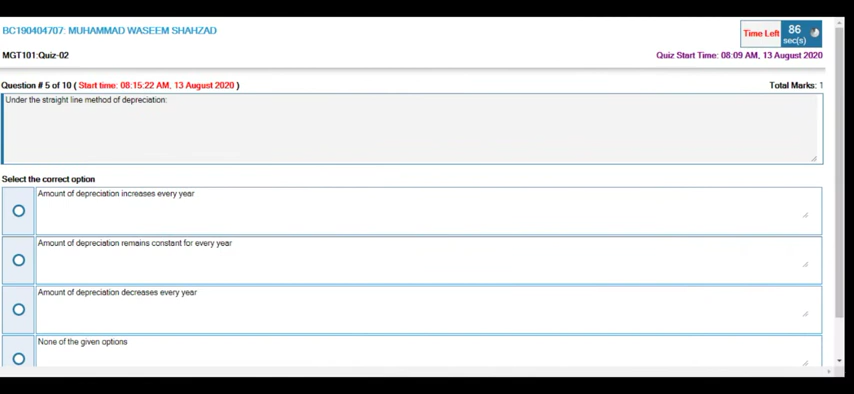 BC190404707: MUHAMMAD WASEEM SHAHZAD
Time Left 86 sec(s)
MGT101:Quiz-02
Quiz Start Time: 08:09 AM, 13 August 2020
Question # 5 of 10 ( Start time: 08:15:22 AM, 13 August 2020 )
Total Marks: 1
Under the straight line method of depreciation:
Select the correct option
Amount of depreciation increases every year
Amount of depreciation remains constant for every year
Amount of depreciation decreases every year
None of the given options